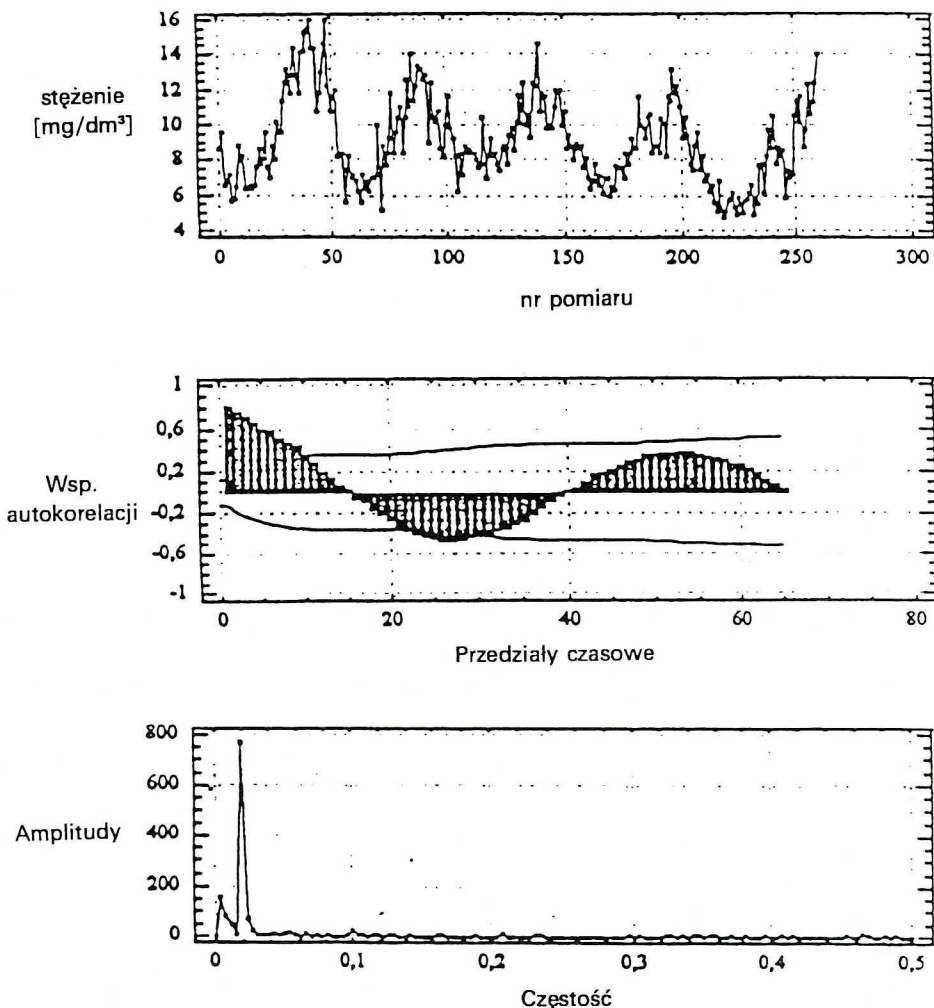 16
14
12
10
8
6
4
stężenie
[mg/dm³]
0 50 100 150 200 250 300
nr pomiaru
1
0,6
0,2
-0,2
-0,6
-1
Wsp.
autokorelacji
0 20 40 60 80
Przedziały czasowe
800
600
400
200
0
Amplitudy
0 0,1 0,2 0,3 0,4 0,5
Częstość